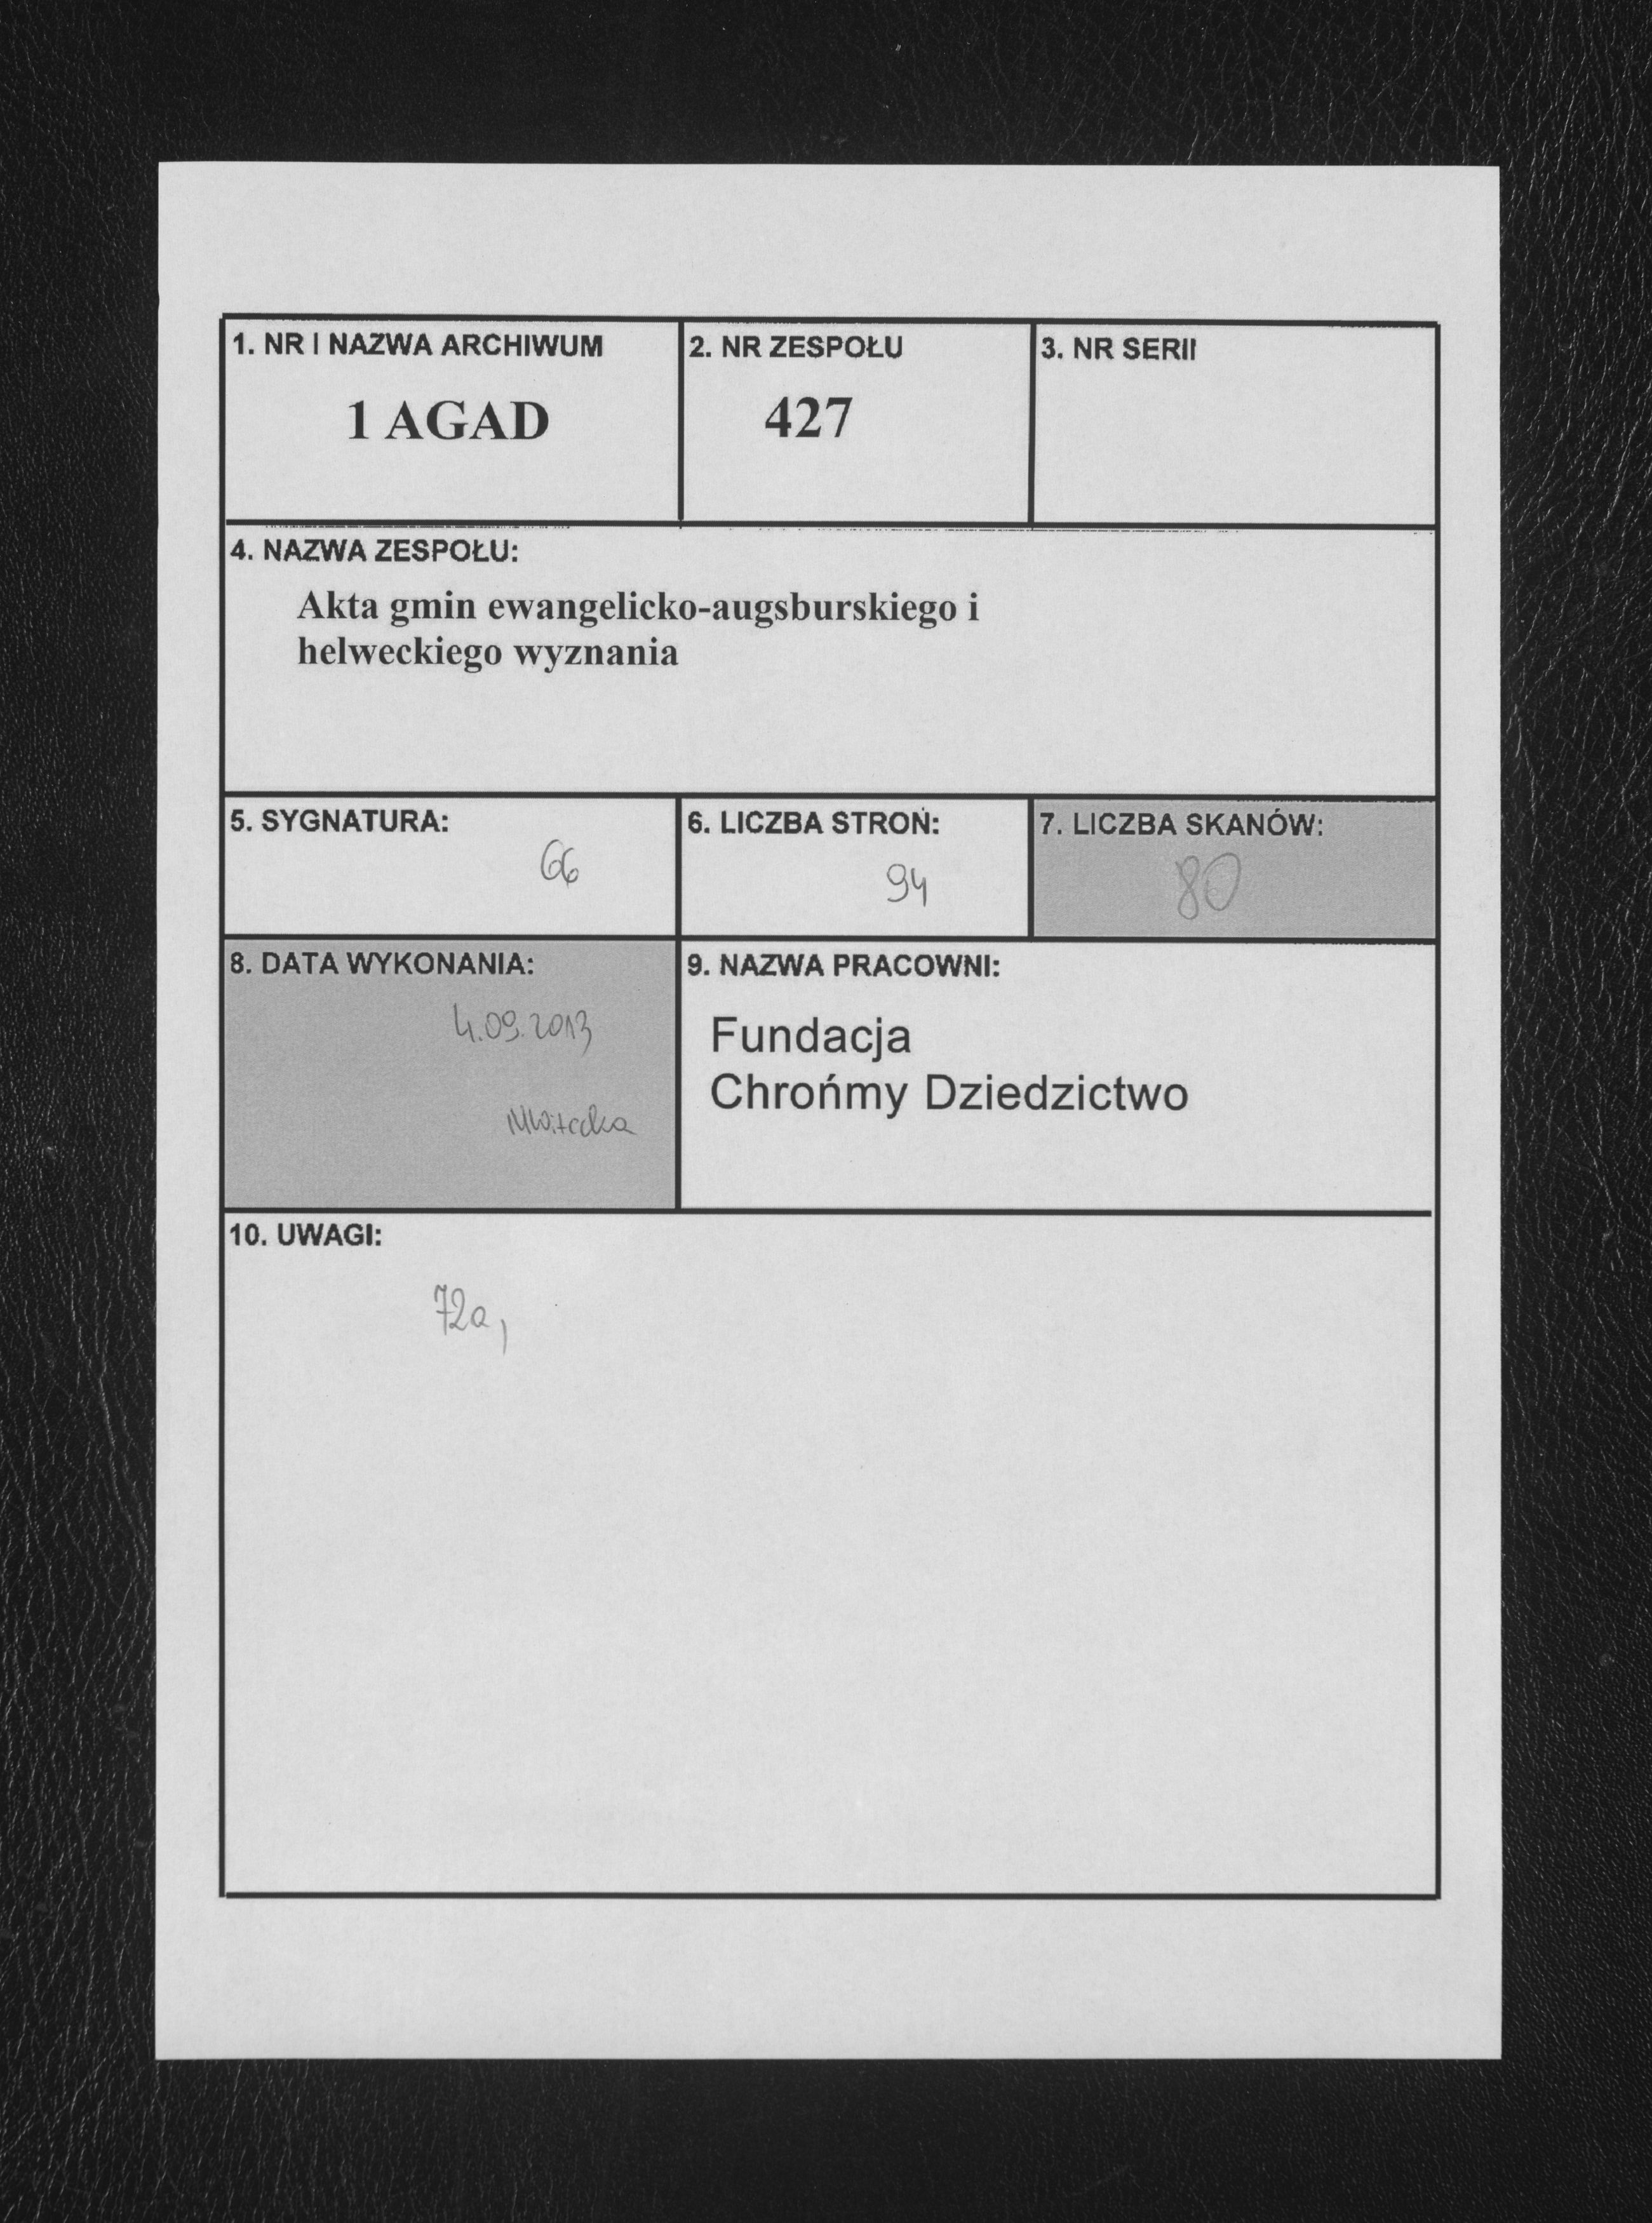 1. NR I NAZWA ARCHIWUM
1 AGAD
2. NR ZESPOŁU
427
3. NR SERII
4. NAZWA ZESPOŁU:
Akta gmin ewangelicko-augsburskiego i
helweckiego wyznania
5. SYGNATURA:
66
6. LICZBA STRON:
94
7. LICZBA SKANÓW:
80
8. DATA WYKONANIA:
4.09.2013
9. NAZWA PRACOWNI:
Fundacja
Chrońmy Dziedzictwo
10. UWAGI:
72a,